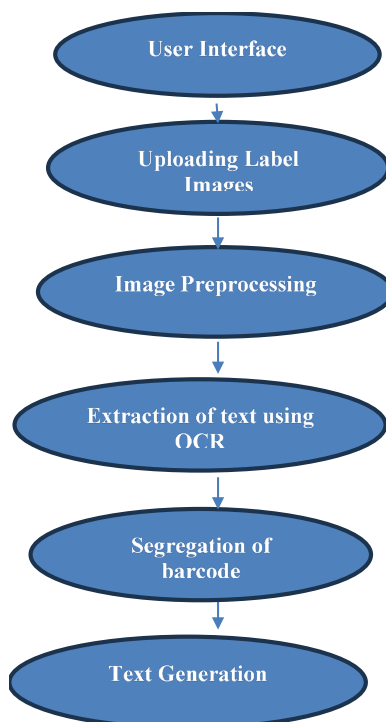 User Interface
Uploading Label
Images
Image Preprocessing
Extraction of text using
OCR
Segregation of
barcode
Text Generation